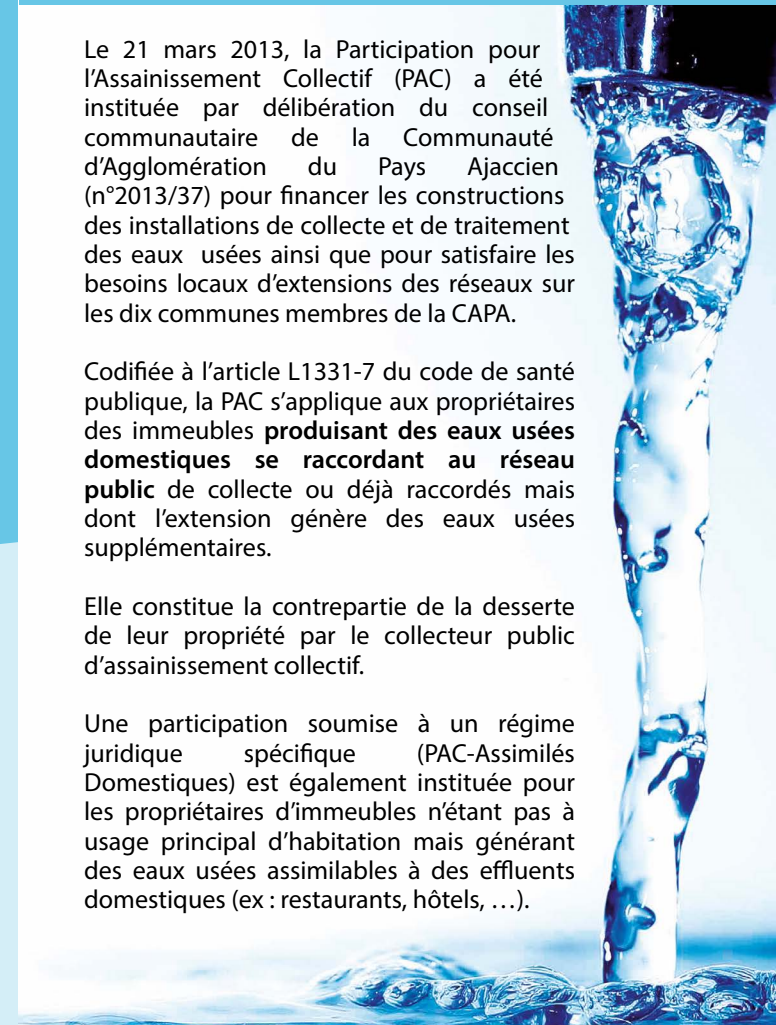 Le 21 mars 2013, la Participation pour
l’Assainissement Collectif (PAC) a été
instituée par délibération du conseil
communautaire de la Communauté
d’Agglomération du Pays Ajaccien
(n°2013/37) pour financer les constructions
des installations de collecte et de traitement
des eaux usées ainsi que pour satisfaire les
besoins locaux d’extensions des réseaux sur
les dix communes membres de la CAPA.
Codifiée à l’article L1331-7 du code de santé
publique, la PAC s’applique aux propriétaires
des immeubles produisant des eaux usées
domestiques se raccordant au réseau
public de collecte ou déjà raccordés mais
dont l’extension génère des eaux usées
supplémentaires.
Elle constitue la contrepartie de la desserte
de leur propriété par le collecteur public
d’assainissement collectif.
Une participation soumise à un régime
juridique spécifique (PAC-Assimilés
Domestiques) est également instituée pour
les propriétaires d’immeubles n’étant pas à
usage principal d’habitation mais générant
des eaux usées assimilables à des effluents
domestiques (ex : restaurants, hôtels, …).